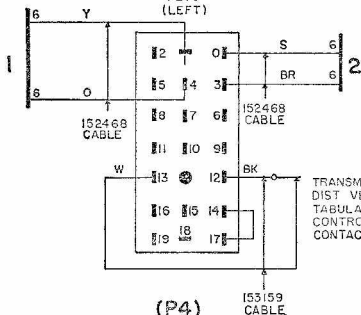 (LEFT)
6 Y
S 6
1
2 0
2
5 4 3
6 O
BR 6
152468
CABLE
152468
CABLE
8 7 6
11 10 9
W 13 12 BK
TRANSM
DIST VE
TABULA
CONTRO
CONTAC
16 15 14
18
19 17
(P4)
153159
CABLE